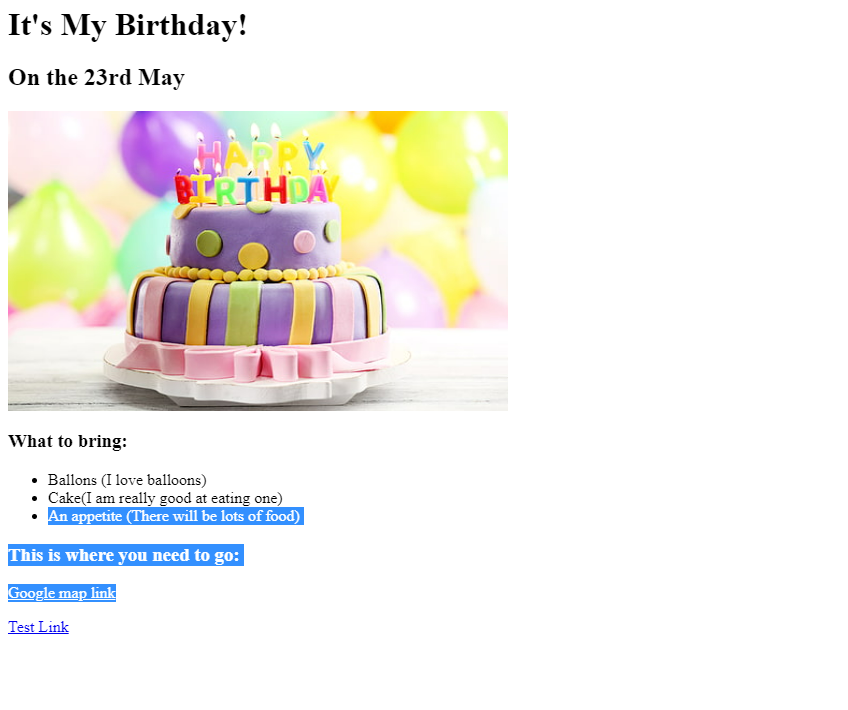 It's My Birthday!
On the 23rd May
HAPPY
BIRTHDAY
What to bring:
Ballons (I love balloons)
Cake(I am really good at eating one)
An appetite (There will be lots of food)
This is where you need to go:
Google map link
Test Link